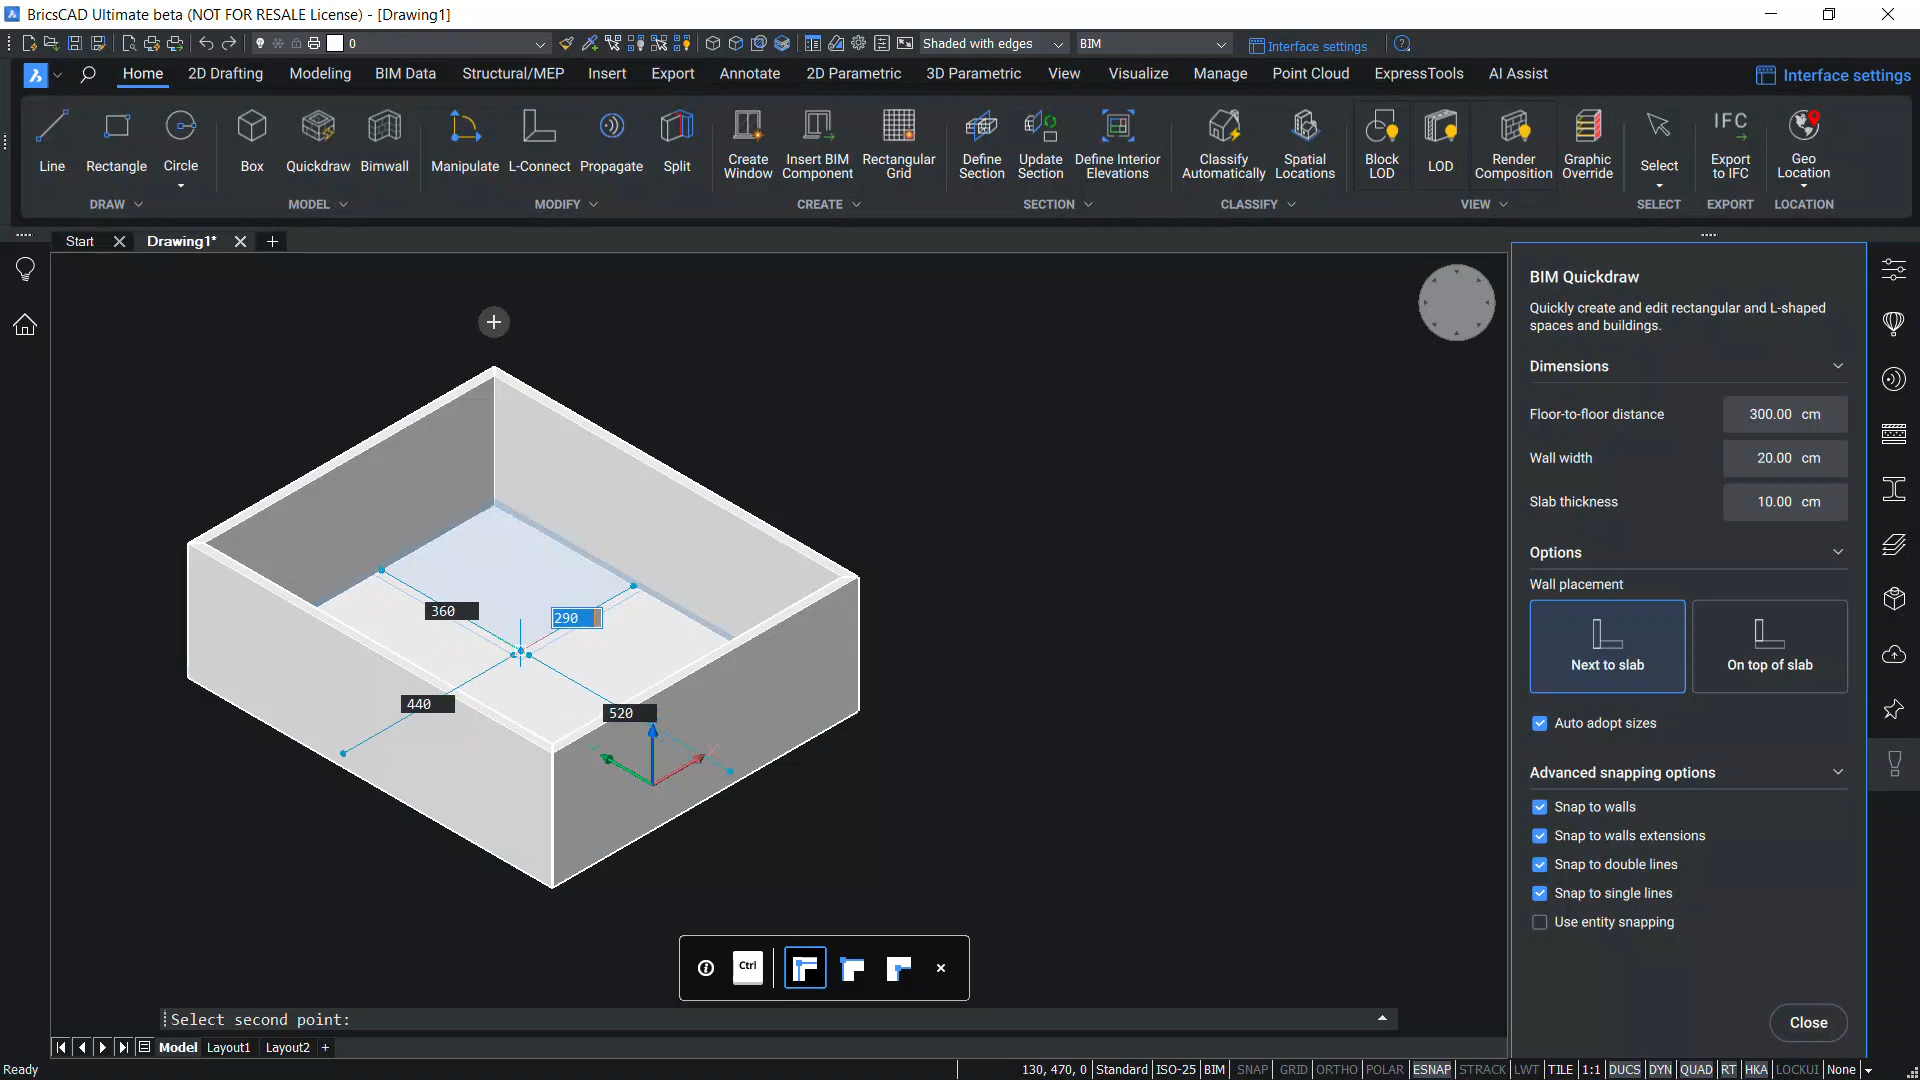 BricsCAD Ultimate beta (NOT FOR RESALE License) - [Drawing1]
0
Shaded with edges
BIM
Interface settings
Home 2D Drafting Modeling BIM Data Structural/MEP Insert Export Annotate 2D Parametric 3D Parametric View Visualize Manage Point Cloud ExpressTools AI Assist
Interface settings
Line Rectangle Circle
DRAW
Box Quickdraw Bimwall
MODEL
Manipulate L-Connect Propagate Split
MODIFY
Create Window
Insert BIM Component
Rectangular Grid
CREATE
Define Section
Update Section
Define Interior Elevations
SECTION
Classify Automatically
Spatial Locations
CLASSIFY
Block LOD
LOD
Render Composition
Graphic Override
VIEW
Select
SELECT
IFC
Export to IFC
EXPORT
Geo Location
LOCATION
Start
Drawing1*
360
290
440
520
X
Y
Ctrl
Select second point:
Model Layout1 Layout2 +
BIM Quickdraw
Quickly create and edit rectangular and L-shaped
spaces and buildings.
Dimensions
Floor-to-floor distance 300.00 cm
Wall width 20.00 cm
Slab thickness 10.00 cm
Options
Wall placement
Next to slab
On top of slab
Auto adopt sizes
Advanced snapping options
Snap to walls
Snap to walls extensions
Snap to double lines
Snap to single lines
Use entity snapping
Close
Ready
130, 470, 0 Standard ISO-25 BIM SNAP GRID ORTHO POLAR ESNAP STRACK LWT TILE 1:1 DUCS DYN QUAD RT HKA LOCKUI None